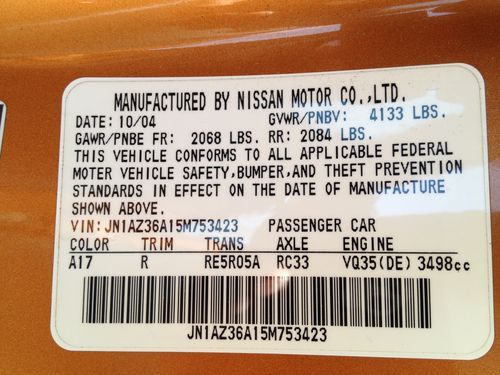 MANUFACTURED BY NISSAN MOTOR CO.,LTD.
DATE: 10/04 GVWR/PNBV: 4133 LBS.
GAWR/PNBE FR: 2068 LBS. RR: 2084 LBS.
THIS VEHICLE CONFORMS TO ALL APPLICABLE FEDERAL
MOTOR VEHICLE SAFETY,BUMPER,AND THEFT PREVENTION
STANDARDS IN EFFECT ON THE DATE OF MANUFACTURE
SHOWN ABOVE.
VIN:JN1AZ36A15M753423 PASSENGER CAR
COLOR TRIM TRANS AXLE ENGINE
A17 R RE5R05A RC33 VQ35(DE)3498cc
JN1AZ36A15M753423